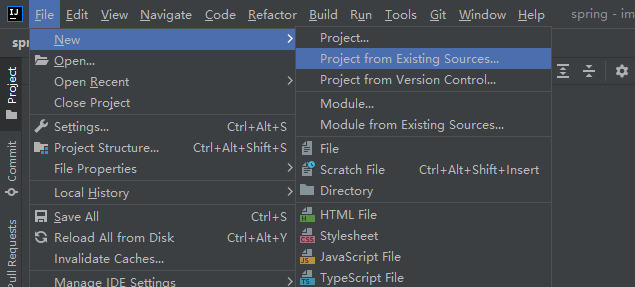 IJ File Edit View Navigate Code Refactor Build Run Tools Git Window Help spring - im
spr
Project
Commit
Pull Requests
New
Open...
Open Recent
Close Project
Settings... Ctrl+Alt+S
Project Structure... Ctrl+Alt+Shift+S
File Properties
Local History
Save All Ctrl+S
Reload All from Disk Ctrl+Alt+Y
Invalidate Caches...
Manage IDE Settings
Project...
Project from Existing Sources...
Project from Version Control...
Module...
Module from Existing Sources...
File
Scratch File Ctrl+Alt+Shift+Insert
Directory
HTML File
Stylesheet
JavaScript File
TypeScript File